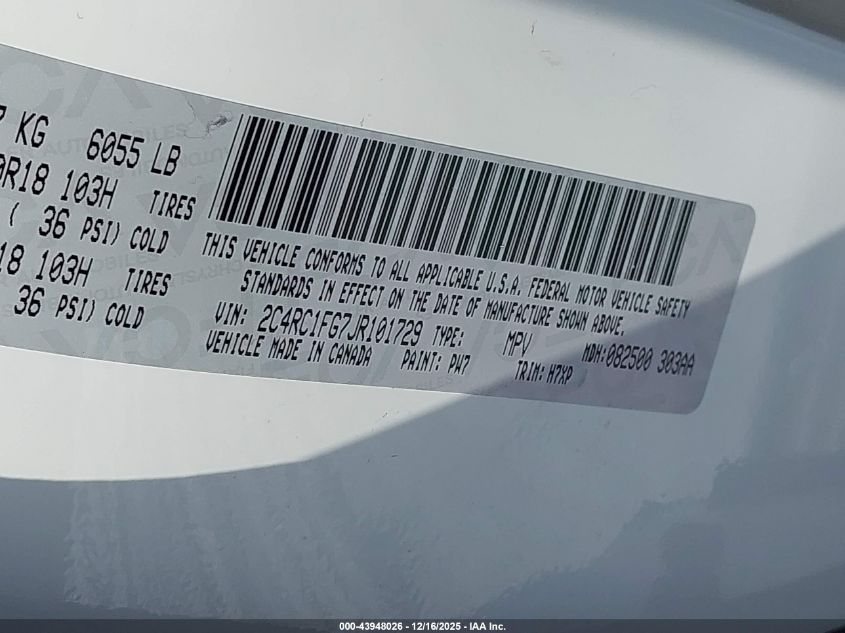 7 KG 6055 LB
0R18 103H TIRES
( 36 PSI) COLD
18 103H TIRES
36 PSI) COLD
THIS VEHICLE CONFORMS TO ALL APPLICABLE U.S.A. FEDERAL MOTOR VEHICLE SAFETY
STANDARDS IN EFFECT ON THE DATE OF MANUFACTURE SHOWN ABOVE.
VIN: 2C4RC1FG7JR101729 TYPE: MPV MDH:082500 303AA
VEHICLE MADE IN CANADA PAINT: PW7 TRIM: H7XP
000-43948026 - 12/16/2025 - IAA Inc.